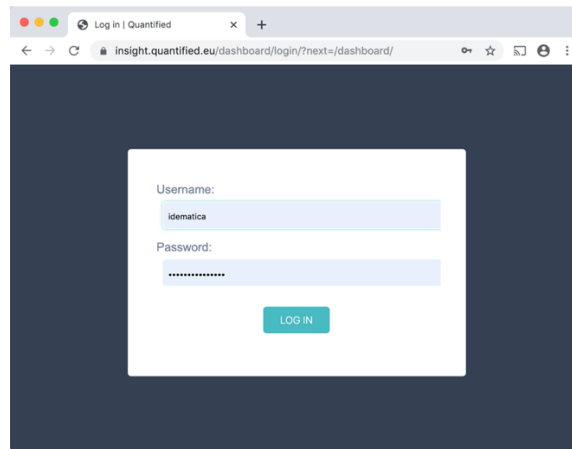 Log in | Quantified
insight.quantified.eu/dashboard/login/?next=/dashboard/
Username:
idematica
Password:
•••••••••••••••
LOG IN